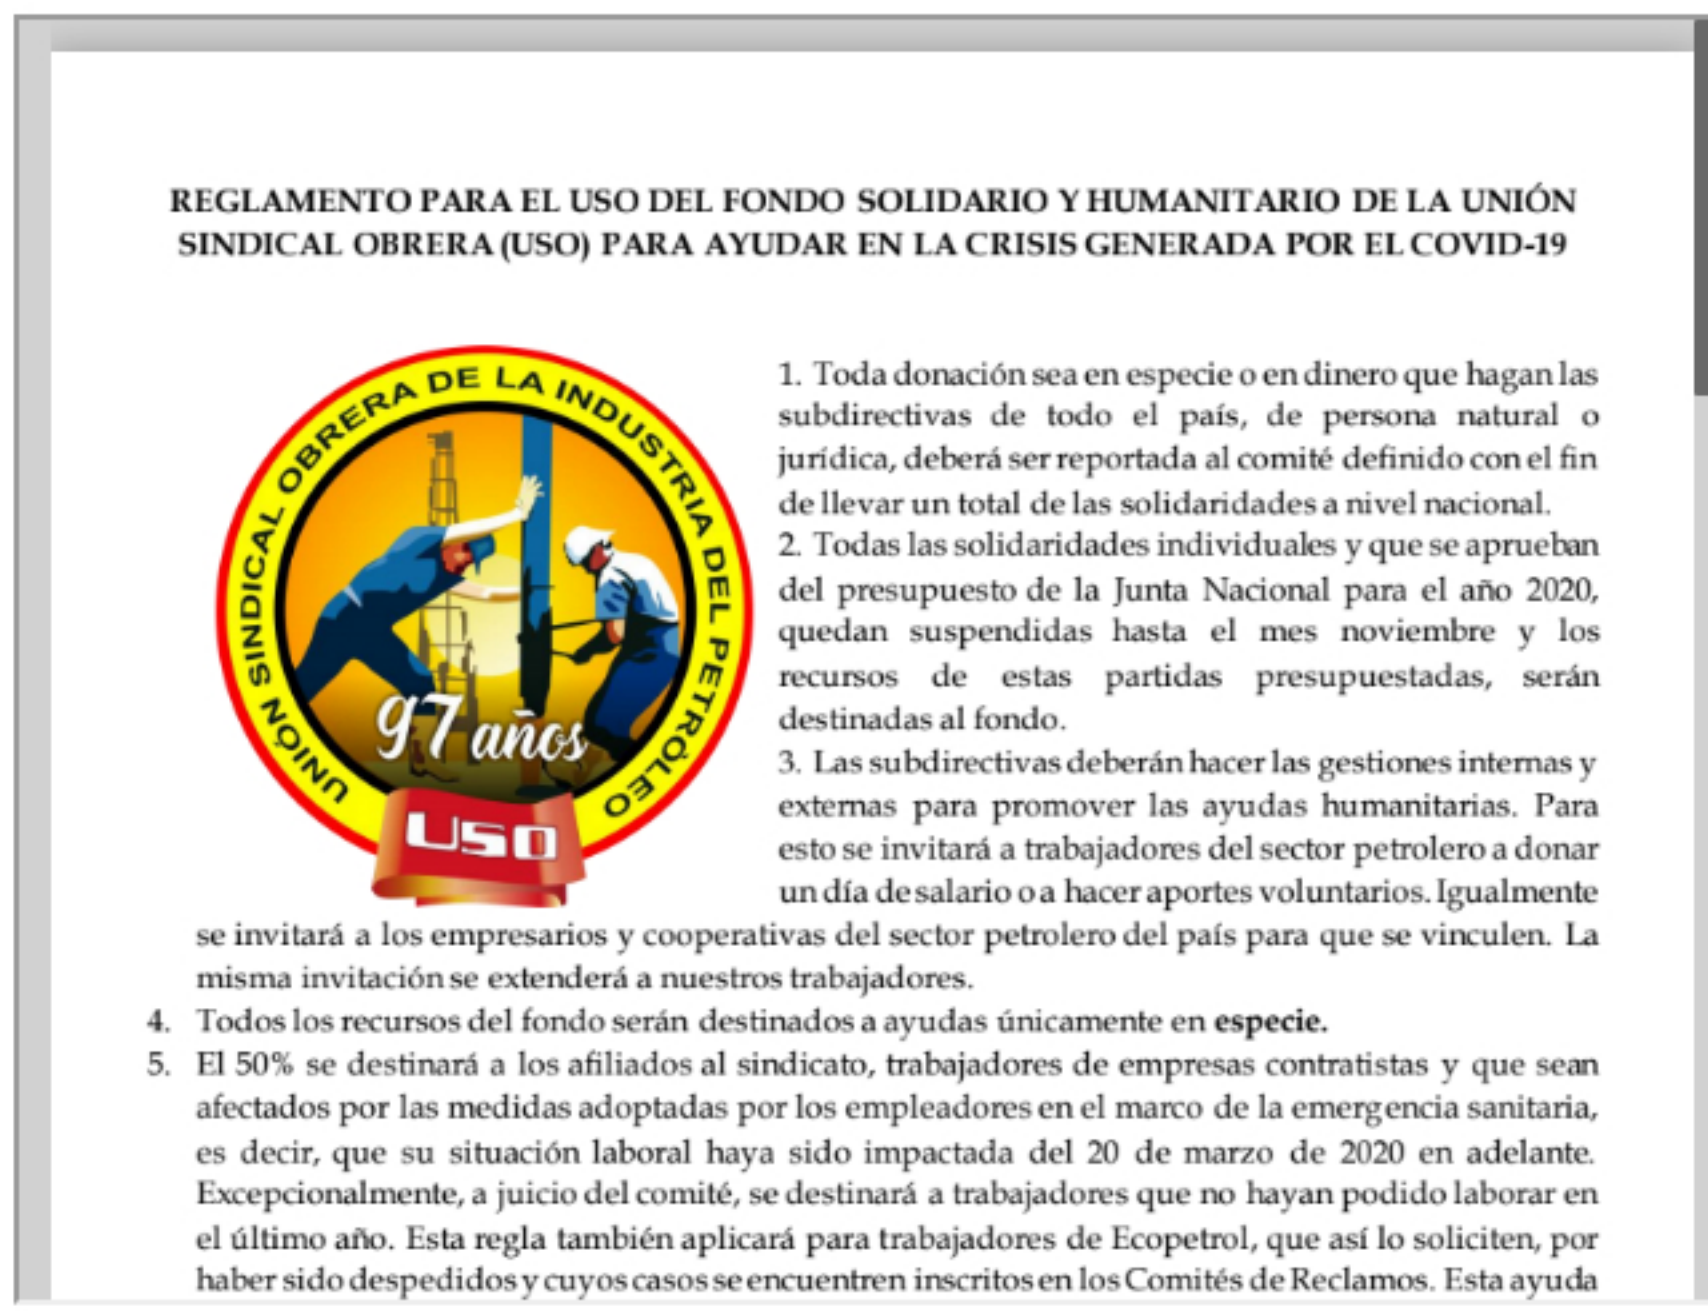 REGLAMENTO PARA EL USO DEL FONDO SOLIDARIO Y HUMANITARIO DE LA UNIÓN
SINDICAL OBRERA (USO) PARA AYUDAR EN LA CRISIS GENERADA POR EL COVID-19
UNIÓN SINDICAL OBRERA DE LA INDUSTRIA DEL PETRÓLEO
97 años
USO
1. Toda donación sea en especie o en dinero que hagan las
subdirectivas de todo el país, de persona natural o
jurídica, deberá ser reportada al comité definido con el fin
de llevar un total de las solidaridades a nivel nacional.
2. Todas las solidaridades individuales y que se aprueban
del presupuesto de la Junta Nacional para el año 2020,
quedan suspendidas hasta el mes noviembre y los
recursos de estas partidas presupuestadas, serán
destinadas al fondo.
3. Las subdirectivas deberán hacer las gestiones internas y
externas para promover las ayudas humanitarias. Para
esto se invitará a trabajadores del sector petrolero a donar
un día de salario o a hacer aportes voluntarios. Igualmente
se invitará a los empresarios y cooperativas del sector petrolero del país para que se vinculen. La
misma invitación se extenderá a nuestros trabajadores.
4. Todos los recursos del fondo serán destinados a ayudas únicamente en especie.
5. El 50% se destinará a los afiliados al sindicato, trabajadores de empresas contratistas y que sean
afectados por las medidas adoptadas por los empleadores en el marco de la emergencia sanitaria,
es decir, que su situación laboral haya sido impactada del 20 de marzo de 2020 en adelante.
Excepcionalmente, a juicio del comité, se destinará a trabajadores que no hayan podido laborar en
el último año. Esta regla también aplicará para trabajadores de Ecopetrol, que así lo soliciten, por
haber sido despedidos y cuyos casos se encuentren inscritos en los Comités de Reclamos. Esta ayuda